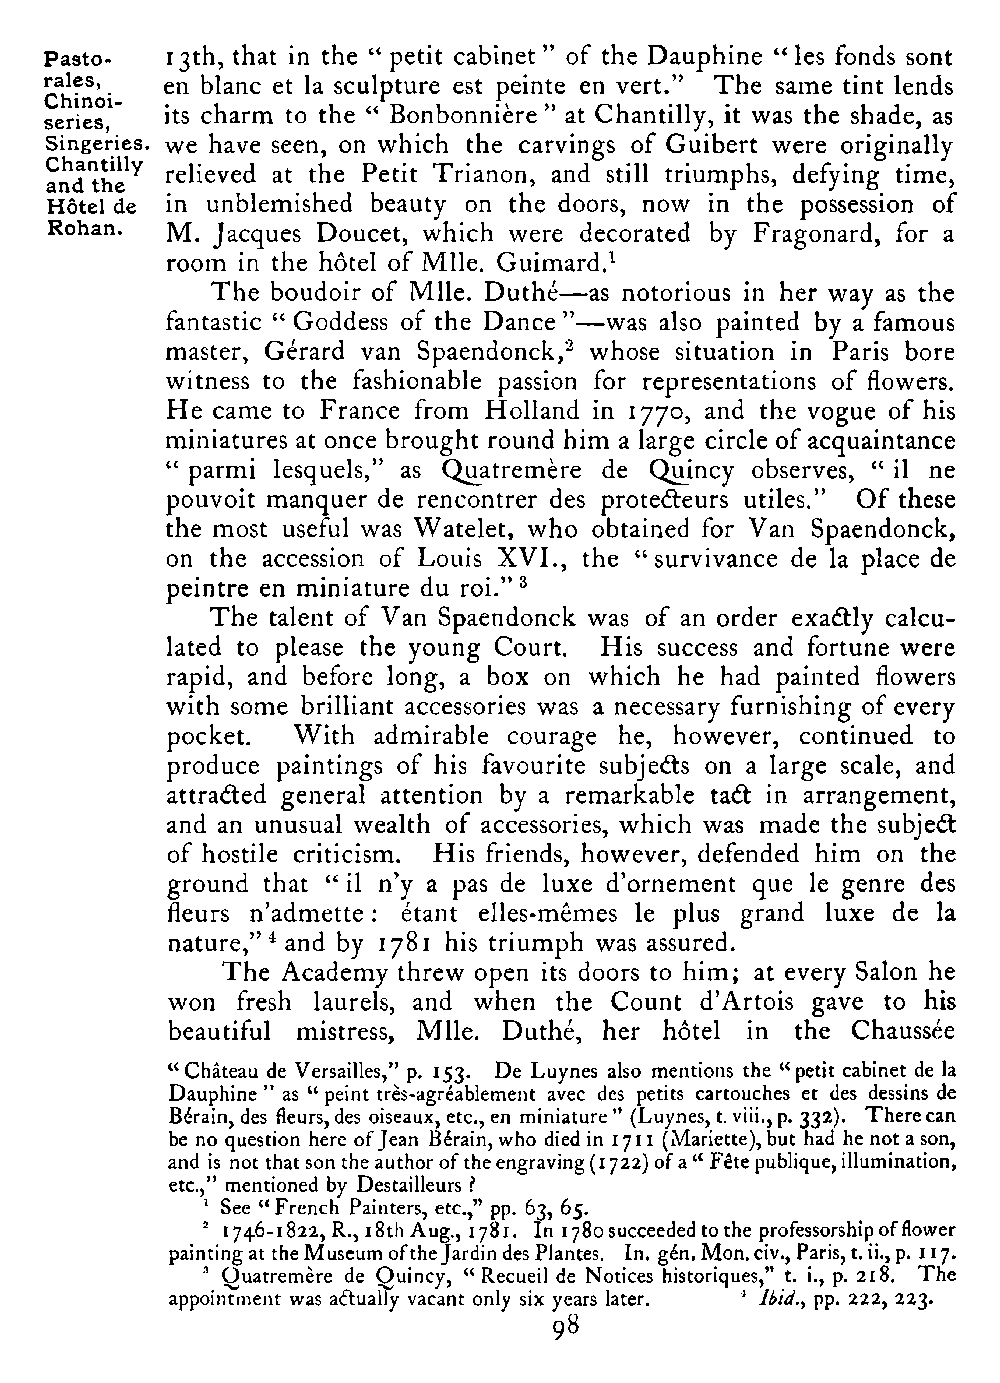 Pasto-
rales,
Chinoi-
series,
Singeries.
Chantilly
and the
Hôtel de
Rohan.
13th, that in the “ petit cabinet ” of the Dauphine “ les fonds sont
en blanc et la sculpture est peinte en vert.” The same tint lends
its charm to the “ Bonbonnière ” at Chantilly, it was the shade, as
we have seen, on which the carvings of Guibert were originally
relieved at the Petit Trianon, and still triumphs, defying time,
in unblemished beauty on the doors, now in the possession of
M. Jacques Doucet, which were decorated by Fragonard, for a
room in the hôtel of Mlle. Guimard.¹
The boudoir of Mlle. Duthé—as notorious in her way as the
fantastic “ Goddess of the Dance ”—was also painted by a famous
master, Gérard van Spaendonck,² whose situation in Paris bore
witness to the fashionable passion for representations of flowers.
He came to France from Holland in 1770, and the vogue of his
miniatures at once brought round him a large circle of acquaintance
“ parmi lesquels,” as Quatremère de Quincy observes, “ il ne
pouvoit manquer de rencontrer des protecteurs utiles.” Of these
the most useful was Watelet, who obtained for Van Spaendonck,
on the accession of Louis XVI., the “ survivance de la place de
peintre en miniature du roi.” ³
The talent of Van Spaendonck was of an order exactly calcu-
lated to please the young Court. His success and fortune were
rapid, and before long, a box on which he had painted flowers
with some brilliant accessories was a necessary furnishing of every
pocket. With admirable courage he, however, continued to
produce paintings of his favourite subjects on a large scale, and
attracted general attention by a remarkable tact in arrangement,
and an unusual wealth of accessories, which was made the subject
of hostile criticism. His friends, however, defended him on the
ground that “ il n’y a pas de luxe d’ornement que le genre des
fleurs n’admette : étant elles-mêmes le plus grand luxe de la
nature,” ⁴ and by 1781 his triumph was assured.
The Academy threw open its doors to him; at every Salon he
won fresh laurels, and when the Count d’Artois gave to his
beautiful mistress, Mlle. Duthé, her hôtel in the Chaussée
“ Château de Versailles,” p. 153. De Luynes also mentions the “ petit cabinet de la
Dauphine ” as “ peint très-agréablement avec des petits cartouches et des dessins de
Bérain, des fleurs, des oiseaux, etc., en miniature ” (Luynes, t. viii., p. 332). There can
be no question here of Jean Bérain, who died in 1711 (Mariette), but had he not a son,
and is not that son the author of the engraving (1722) of a “ Fête publique, illumination,
etc.,” mentioned by Destailleurs ?
¹ See “ French Painters, etc.,” pp. 63, 65.
² 1746-1822, R., 18th Aug., 1781. In 1780 succeeded to the professorship of flower
painting at the Museum of the Jardin des Plantes. In. gén. Mon. civ., Paris, t. ii., p. 117.
³ Quatremère de Quincy, “ Recueil de Notices historiques,” t. i., p. 218. The
appointment was actually vacant only six years later. ⁴ Ibid., pp. 222, 223.
98